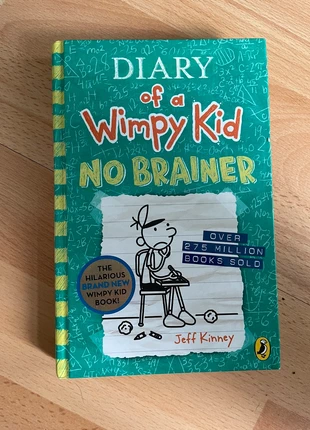 DIARY
of a
Wimpy Kid
NO BRAINER
OVER
275 MILLION
BOOKS SOLD
THE
HILARIOUS
BRAND NEW
WIMPY KID
BOOK!
Jeff Kinney